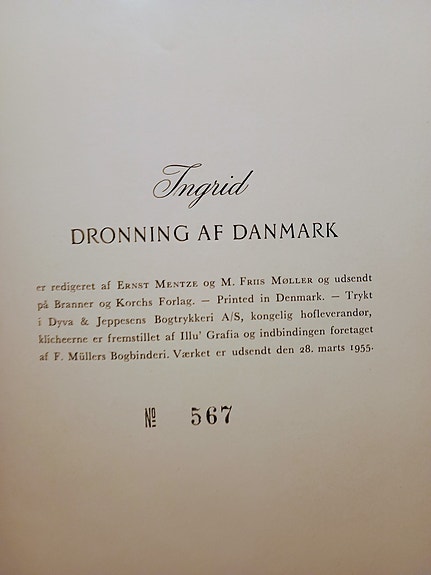 Ingrid
DRONNING AF DANMARK
er redigeret af ERNST MENTZE og M. FRIIS MØLLER og udsendt
på Branner og Korchs Forlag. — Printed in Denmark. — Trykt
i Dyva & Jeppesens Bogtrykkeri A/S, kongelig hofleverandør,
klicheerne er fremstillet af Illu' Grafia og indbindingen foretaget
af F. Müllers Bogbinderi. Værket er udsendt den 28. marts 1955.
№ 567